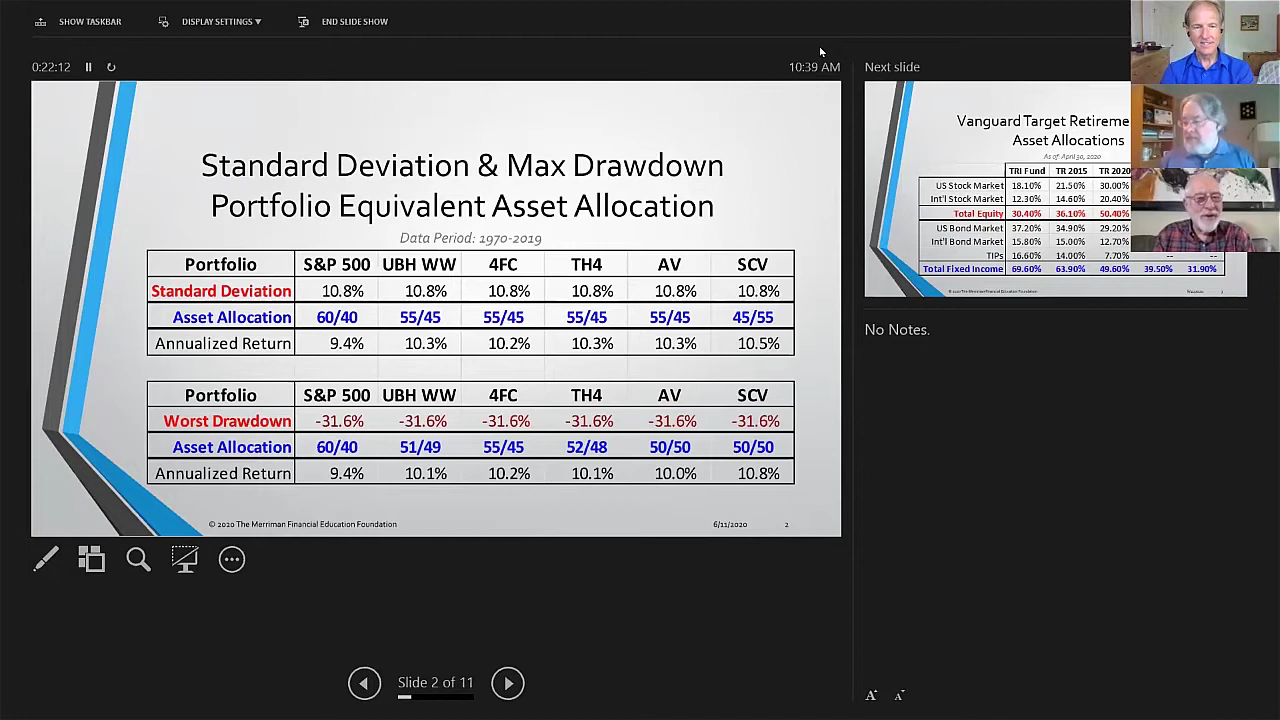 SHOW TASKBAR DISPLAY SETTINGS ▾ END SLIDE SHOW
0:22:12 10:39 AM
Standard Deviation & Max Drawdown
Portfolio Equivalent Asset Allocation
Data Period: 1970-2019
Portfolio S&P 500 UBH WW 4FC TH4 AV SCV
Standard Deviation 10.8% 10.8% 10.8% 10.8% 10.8% 10.8%
Asset Allocation 60/40 55/45 55/45 55/45 55/45 45/55
Annualized Return 9.4% 10.3% 10.2% 10.3% 10.3% 10.5%
Portfolio S&P 500 UBH WW 4FC TH4 AV SCV
Worst Drawdown -31.6% -31.6% -31.6% -31.6% -31.6% -31.6%
Asset Allocation 60/40 51/49 55/45 52/48 50/50 50/50
Annualized Return 9.4% 10.1% 10.2% 10.1% 10.0% 10.8%
© 2020 The Merriman Financial Education Foundation 6/11/2020 2
Slide 2 of 11
Next slide
Vanguard Target Retireme
Asset Allocations
As of: April 30, 2020
TRI Fund TR 2015 TR 2020
US Stock Market 18.10% 21.50% 30.00%
Int'l Stock Market 12.30% 14.60% 20.40%
Total Equity 30.40% 36.10% 50.40%
US Bond Market 37.20% 34.90% 29.20%
Int'l Bond Market 15.80% 15.00% 12.70%
TIPs 16.60% 14.00% 7.70% -- --
Total Fixed Income 69.60% 63.90% 49.60% 39.50% 31.90%
No Notes.
A A